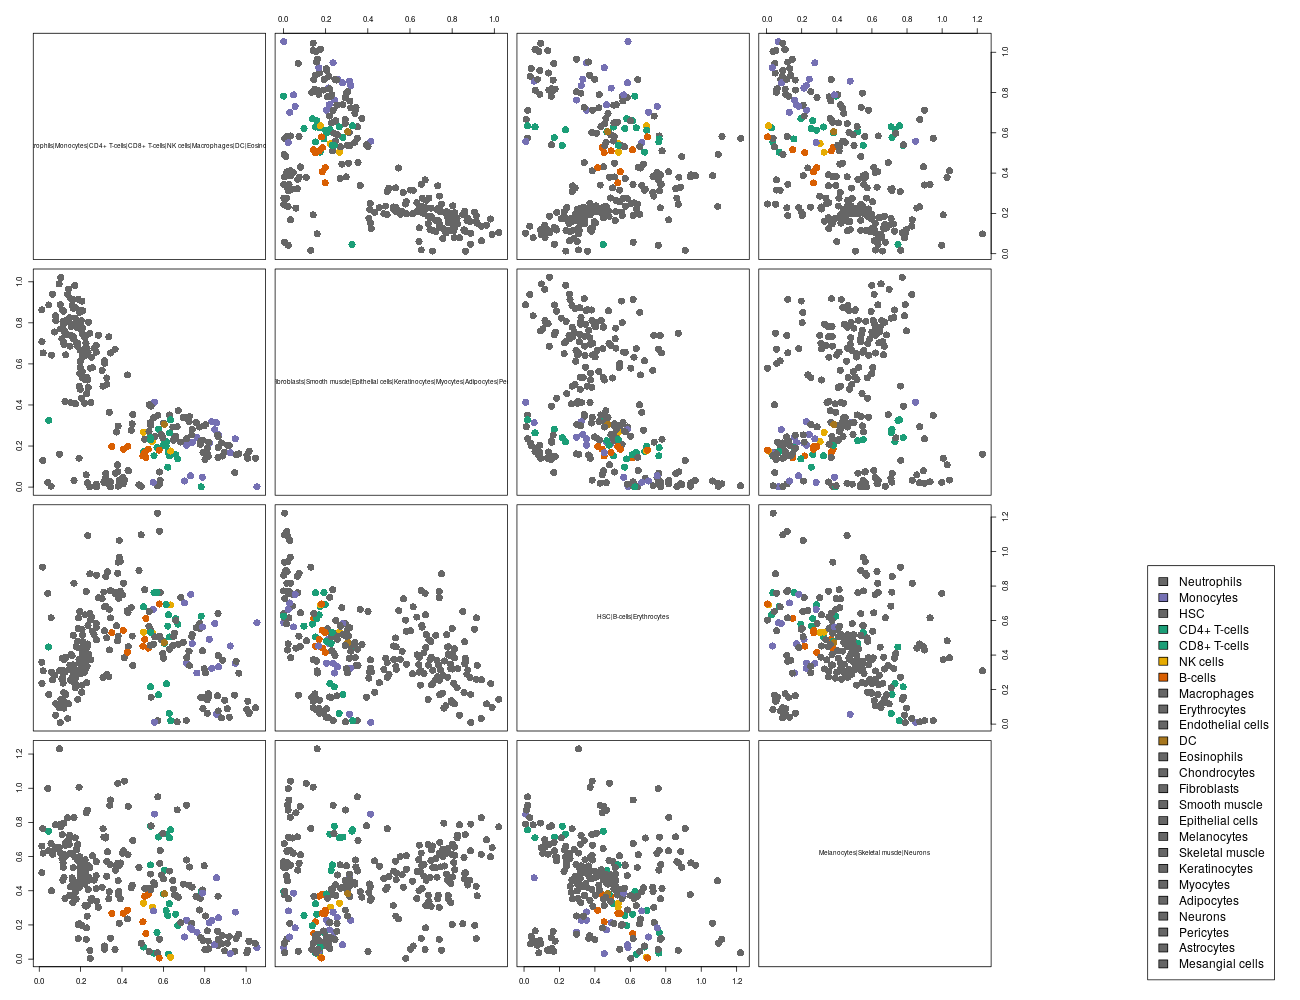 0.0 0.2 0.4 0.6 0.8 1.0
0.0 0.2 0.4 0.6 0.8 1.0 1.2
rophils|Monocytes|CD4+ T-cells|CD8+ T-cells|NK cells|Macrophages|DC|Eosino
0.0 0.2 0.4 0.6 0.8 1.0
0.0 0.2 0.4 0.6 0.8 1.0
ibroblasts|Smooth muscle|Epithelial cells|Keratinocytes|Myocytes|Adipocytes|Pe
HSC|B-cells|Erythrocytes
0.0 0.2 0.4 0.6 0.8 1.0 1.2
0.0 0.2 0.4 0.6 0.8 1.0 1.2
Melanocytes|Skeletal muscle|Neurons
0.0 0.2 0.4 0.6 0.8 1.0
0.0 0.2 0.4 0.6 0.8 1.0 1.2
Neutrophils
Monocytes
HSC
CD4+ T-cells
CD8+ T-cells
NK cells
B-cells
Macrophages
Erythrocytes
Endothelial cells
DC
Eosinophils
Chondrocytes
Fibroblasts
Smooth muscle
Epithelial cells
Melanocytes
Skeletal muscle
Keratinocytes
Myocytes
Adipocytes
Neurons
Pericytes
Astrocytes
Mesangial cells